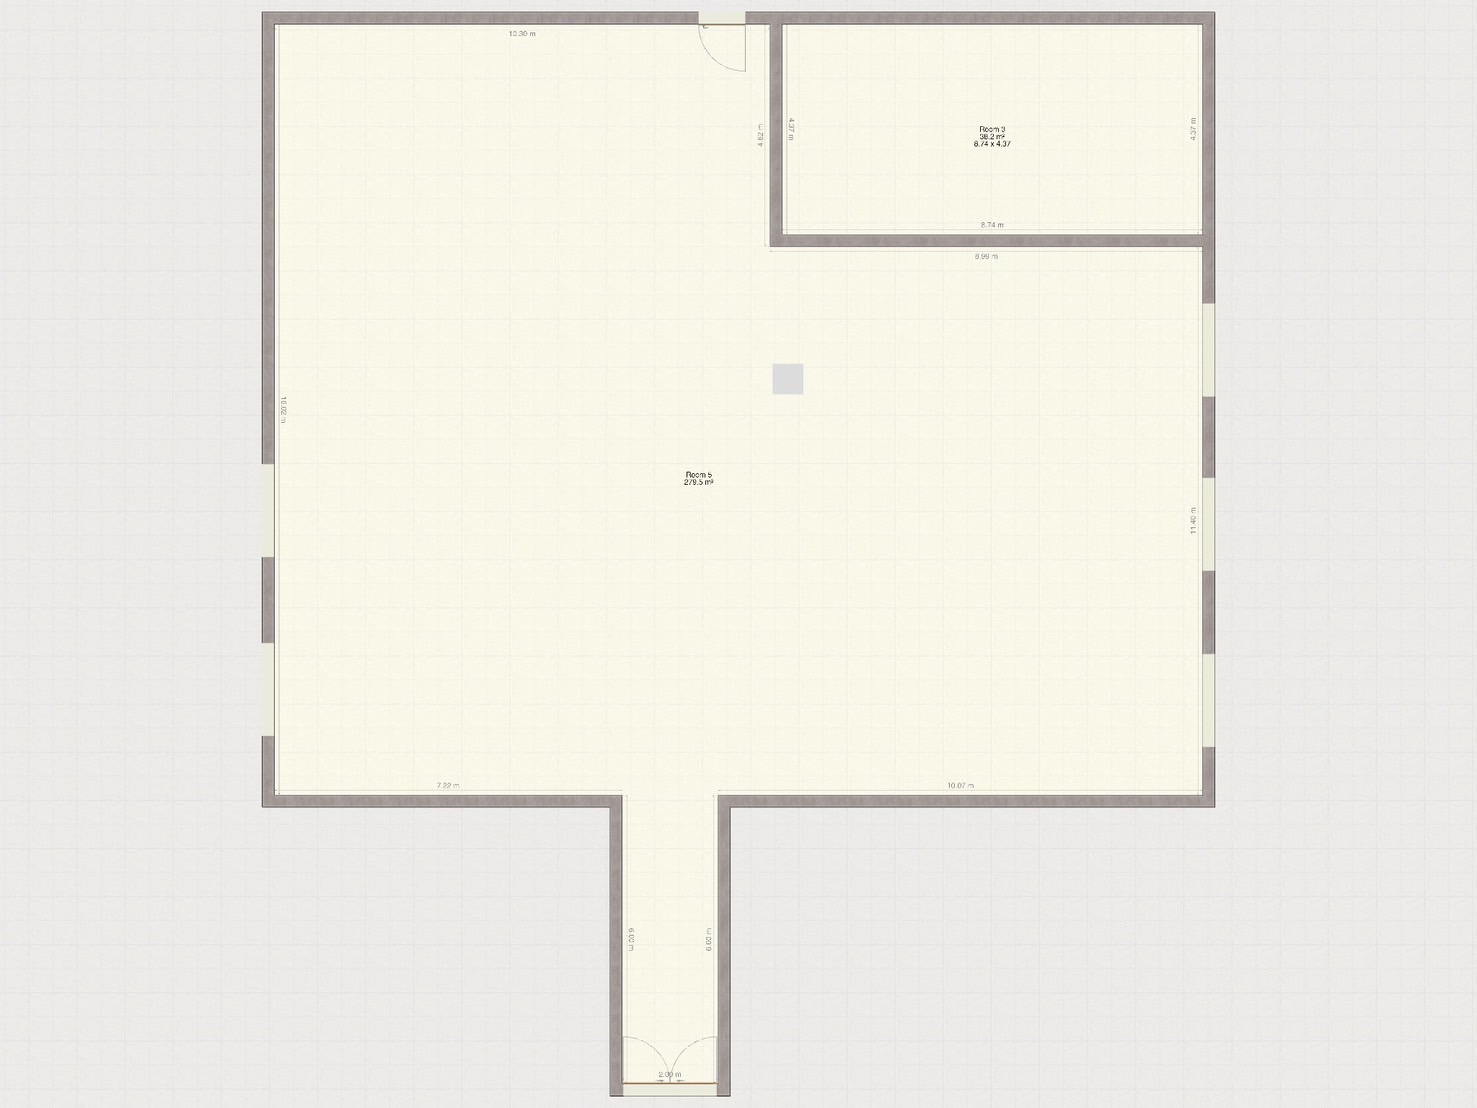 10.30 m
4.62 m
4.37 m
Room 3
38.2 m²
8.74 x 4.37
4.37 m
8.74 m
8.99 m
16.02 m
Room 5
279.5 m²
11.40 m
7.22 m
10.07 m
6.00 m
6.00 m
2.00 m